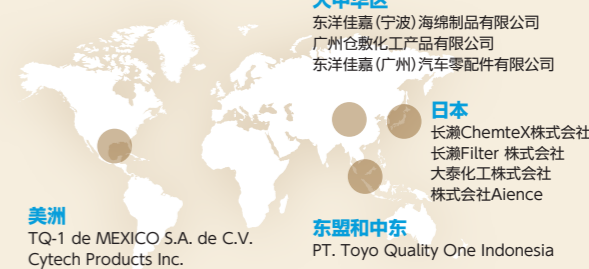 大中华区
东洋佳嘉(宁波)海绵制品有限公司
广州仓敷化工产品有限公司
东洋佳嘉(广州)汽车零配件有限公司
日本
长濑ChemteX株式会社
长濑Filter 株式会社
大泰化工株式会社
株式会社Aience
美洲
TQ-1 de MEXICO S.A. de C.V.
Cytech Products Inc.
东盟和中东
PT. Toyo Quality One Indonesia